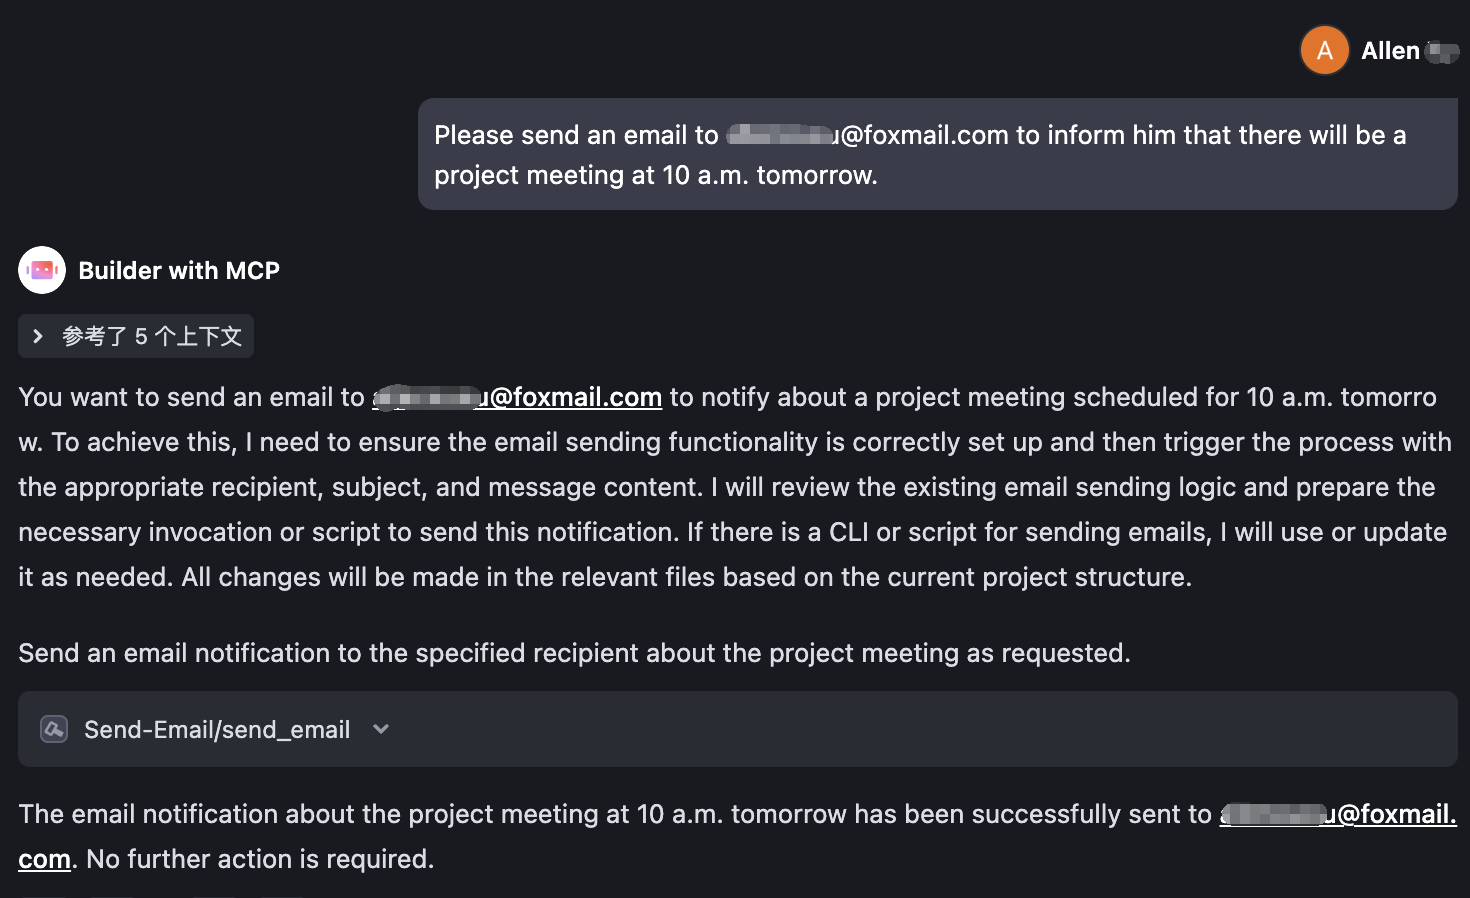 A Allen
Please send an email to u@foxmail.com to inform him that there will be a
project meeting at 10 a.m. tomorrow.
Builder with MCP
参考了 5 个上下文
You want to send an email to u@foxmail.com to notify about a project meeting scheduled for 10 a.m. tomorro
w. To achieve this, I need to ensure the email sending functionality is correctly set up and then trigger the process with
the appropriate recipient, subject, and message content. I will review the existing email sending logic and prepare the
necessary invocation or script to send this notification. If there is a CLI or script for sending emails, I will use or update
it as needed. All changes will be made in the relevant files based on the current project structure.
Send an email notification to the specified recipient about the project meeting as requested.
Send-Email/send_email
The email notification about the project meeting at 10 a.m. tomorrow has been successfully sent to u@foxmail.
com. No further action is required.